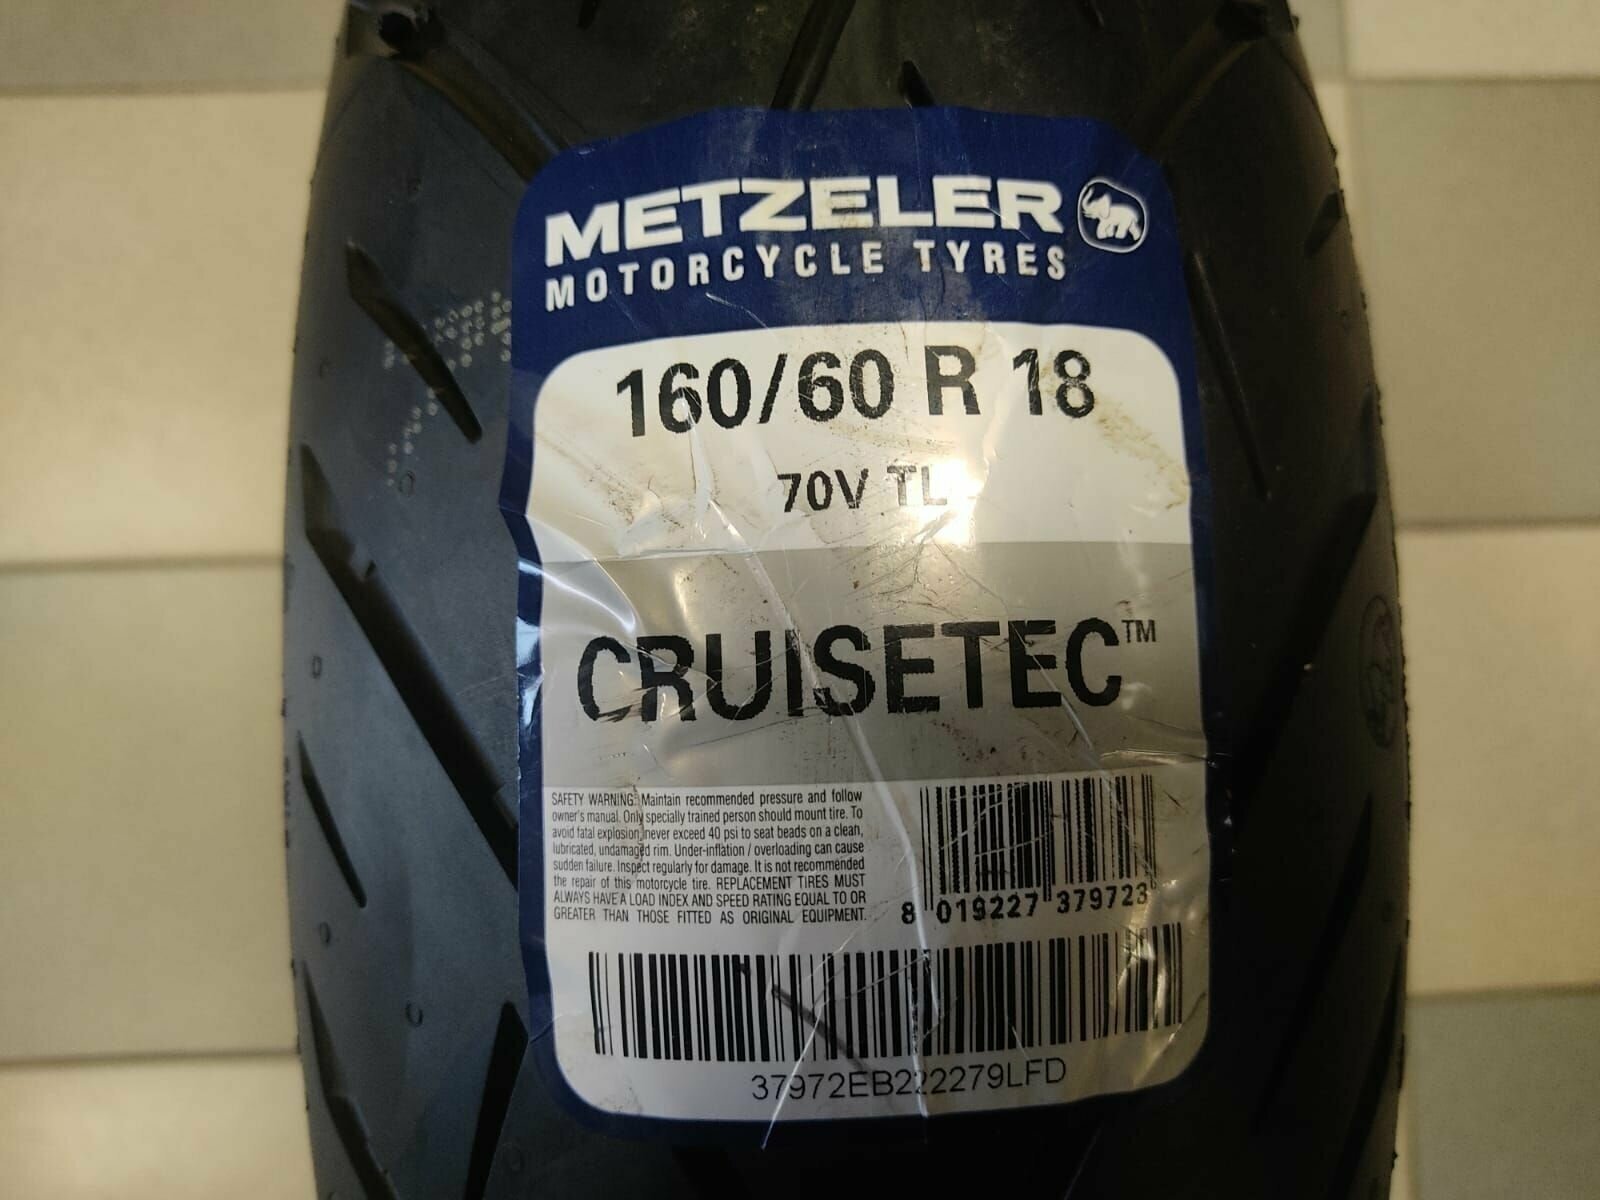 METZELER
MOTORCYCLE TYRES
160/60 R 18
70V TL
CRUISETEC™
SAFETY WARNING: Maintain recommended pressure and follow
owner's manual. Only specially trained person should mount tire. To
avoid fatal explosion never exceed 40 psi to seat beads on a clean,
lubricated, undamaged rim. Under-inflation / overloading can cause
sudden failure. Inspect regularly for damage. It is not recommended
the repair of this motorcycle tire. REPLACEMENT TIRES MUST
ALWAYS HAVE A LOAD INDEX AND SPEED RATING EQUAL TO OR
GREATER THAN THOSE FITTED AS ORIGINAL EQUIPMENT.
8 019227 379723
37972EB222279LFD